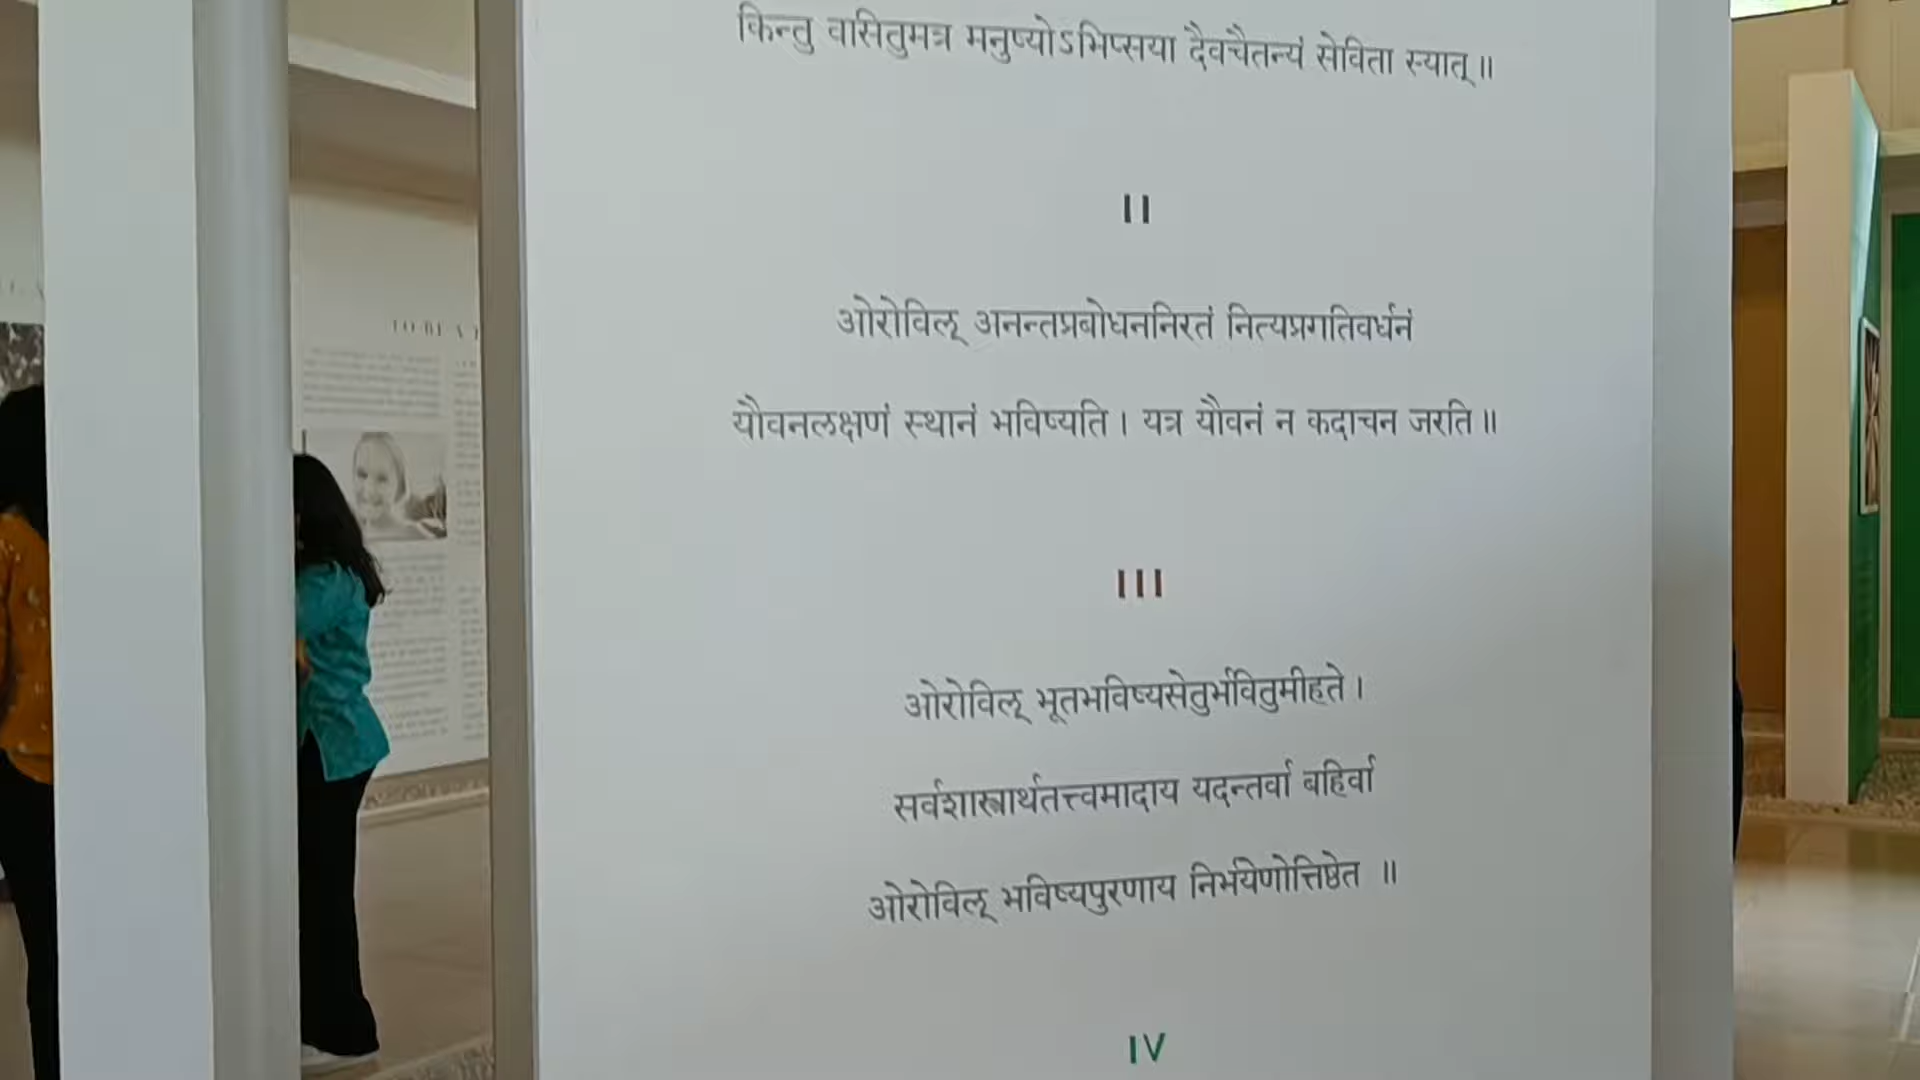 किन्तु वासितुमत्र मनुष्योऽभिप्सया दैवचैतन्यं सेविता स्यात् ॥
II
ओरोविल् अनन्तप्रबोधननिरतं नित्यप्रगतिवर्धनं
यौवनलक्षणं स्थानं भविष्यति । यत्र यौवनं न कदाचन जरति ॥
III
ओरोविल् भूतभविष्यसेतुर्भवितुमीहते ।
सर्वशास्त्रार्थतत्त्वमादाय यदन्तर्वा बहिर्वा
ओरोविल् भविष्यपुरणाय निर्भयेणोत्तिष्ठेत ॥
IV
TO BE A